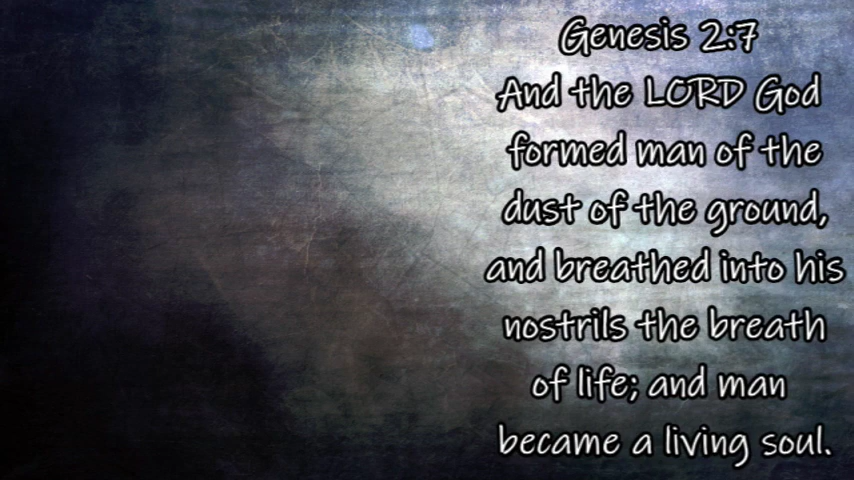 Genesis 2:7
And the LORD God
formed man of the
dust of the ground,
and breathed into his
nostrils the breath
of life; and man
became a living soul.